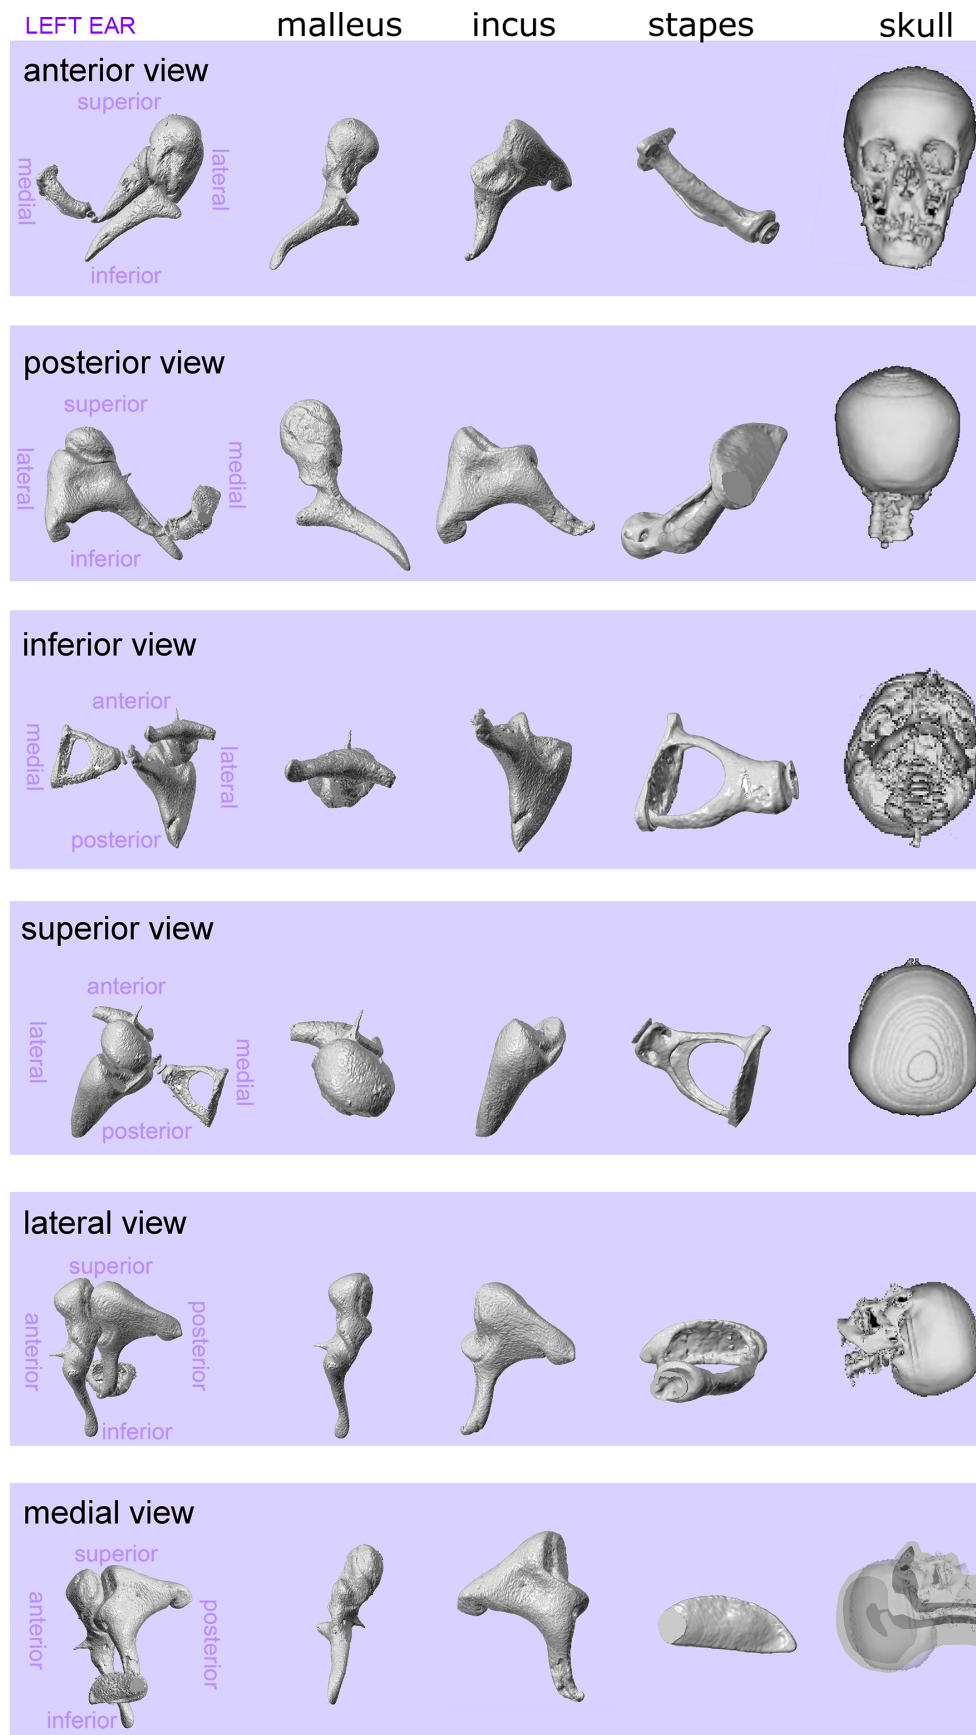 LEFT EAR malleus incus stapes skull
anterior view
superior
medial
lateral
inferior
posterior view
superior
lateral
medial
inferior
inferior view
anterior
medial
lateral
posterior
superior view
anterior
lateral
medial
posterior
lateral view
superior
anterior
posterior
inferior
medial view
superior
anterior
posterior
inferior